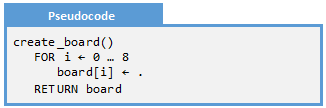 Pseudocode
create_board()
FOR i ← 0 … 8
board[i] ← .
RETURN board